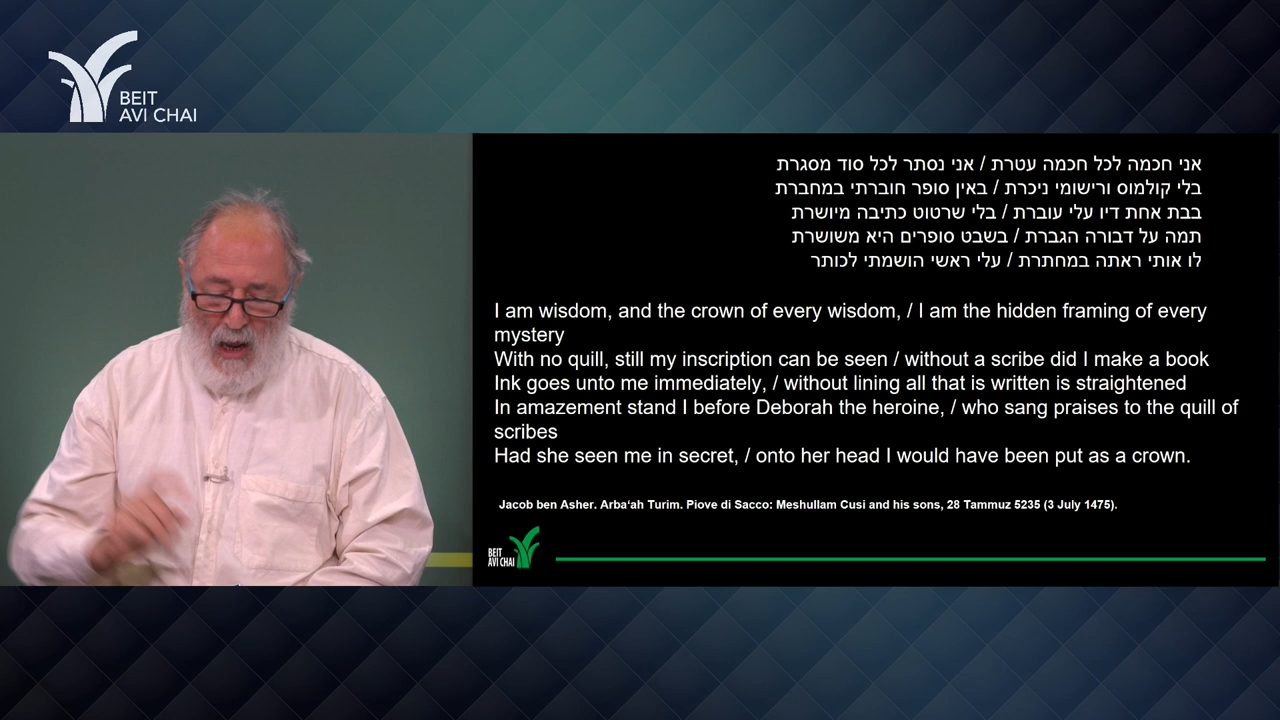 BEIT
AVI CHAI
אני חכמה לכל חכמה עטרת / אני נסתר לכל סוד מסגרת
בלי קולמוס ורישומי ניכרת / באין סופר חוברתי במחברת
בבת אחת דיו עלי עוברת / בלי שרטוט כתיבה מיושרת
תמה על דבורה הגברת / בשבט סופרים היא משושרת
לו אותי ראתה במחתרת / עלי ראשי הושמתי לכותר
I am wisdom, and the crown of every wisdom, / I am the hidden framing of every
mystery
With no quill, still my inscription can be seen / without a scribe did I make a book
Ink goes unto me immediately, / without lining all that is written is straightened
In amazement stand I before Deborah the heroine, / who sang praises to the quill of
scribes
Had she seen me in secret, / onto her head I would have been put as a crown.
Jacob ben Asher. Arba‘ah Turim. Piove di Sacco: Meshullam Cusi and his sons, 28 Tammuz 5235 (3 July 1475).
BEIT
AVI CHAI